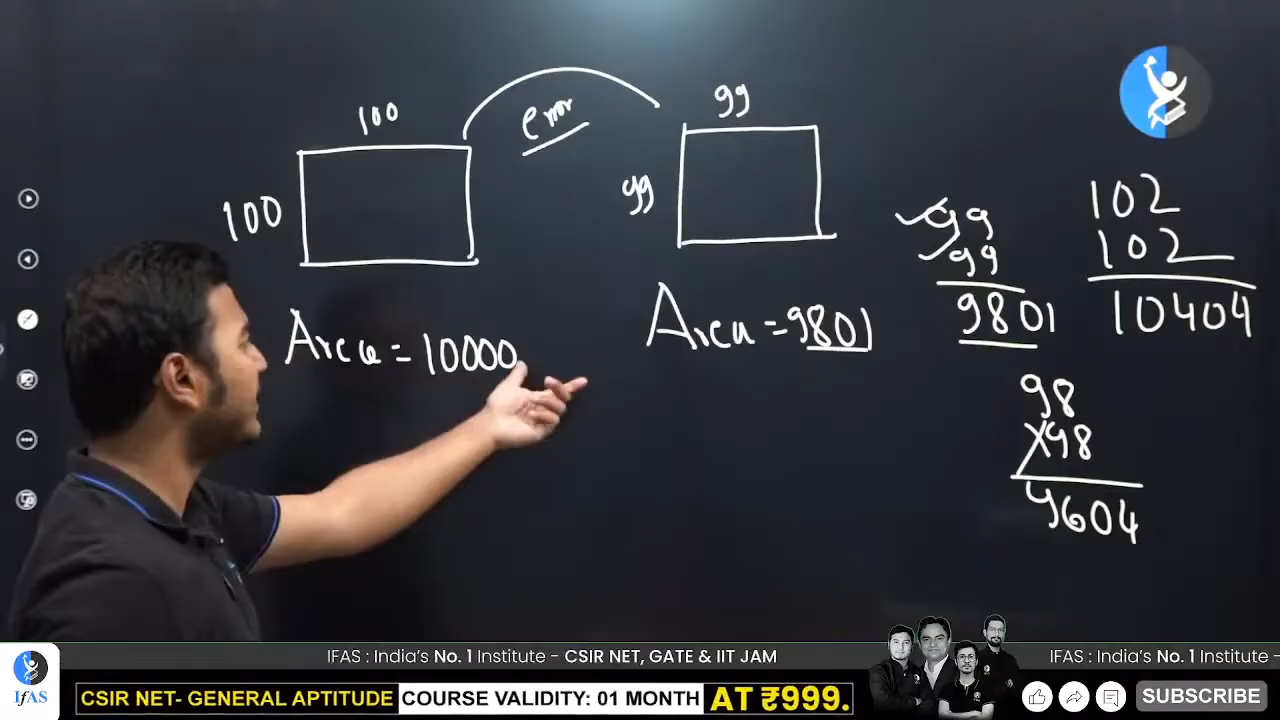 100
error
99
100
99
Area = 10000
Area = 9801
99
99
9801
102
102
10404
98
X98
9604
IFAS : India's No. 1 Institute - CSIR NET, GATE & IIT JAM
IFAS : India's No. 1 Institute -
IFAS
CSIR NET- GENERAL APTITUDE COURSE VALIDITY: 01 MONTH AT ₹999.
SUBSCRIBE